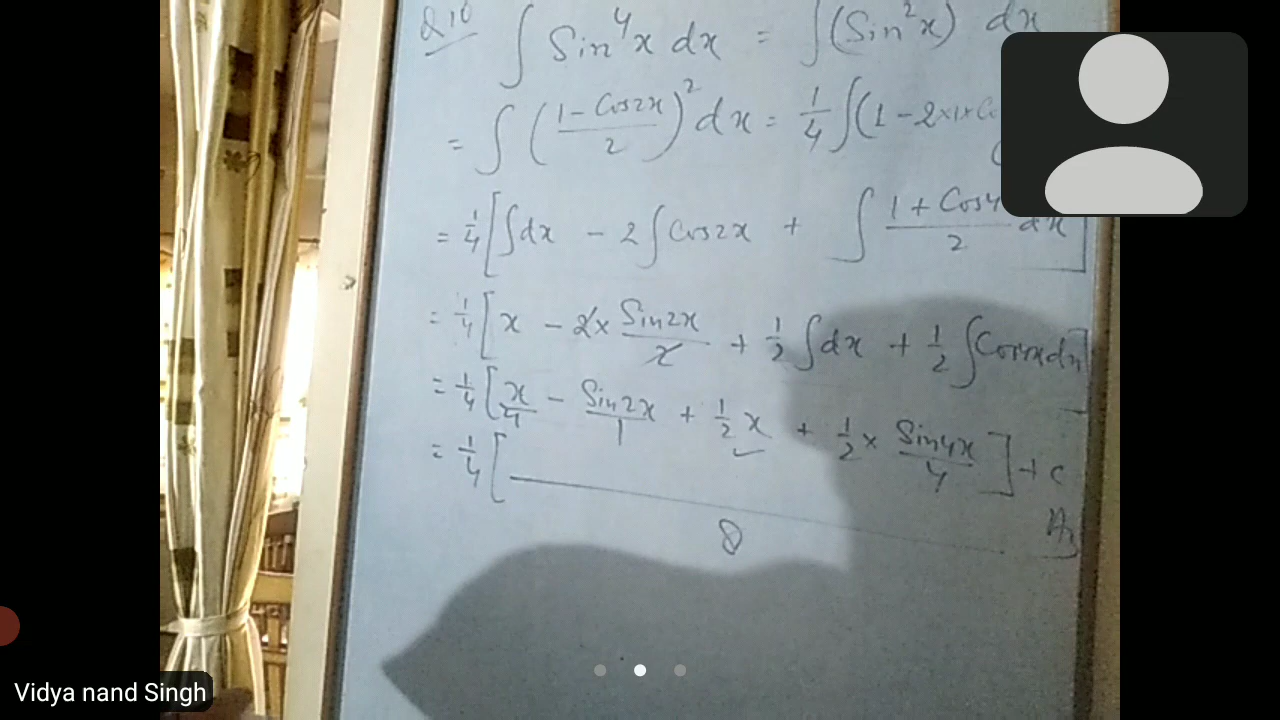 Q10 ∫ Sin⁴x dx = ∫(Sin²x) dx
= ∫ ((1 - Cos2x)/2)² dx = 1/4 ∫(1 - 2×1×C
= 1/4 [∫dx - 2∫Cos2x + ∫ (1 + Cos4)/2 dx]
= 1/4 [x - 2× Sin2x/2 + 1/2 ∫dx + 1/2 ∫Cos4xdx]
= 1/4 [x/4 - Sin2x/1 + 1/2 x + 1/2 × Sin4x/4] + c
= 1/4 [
8
Vidya nand Singh